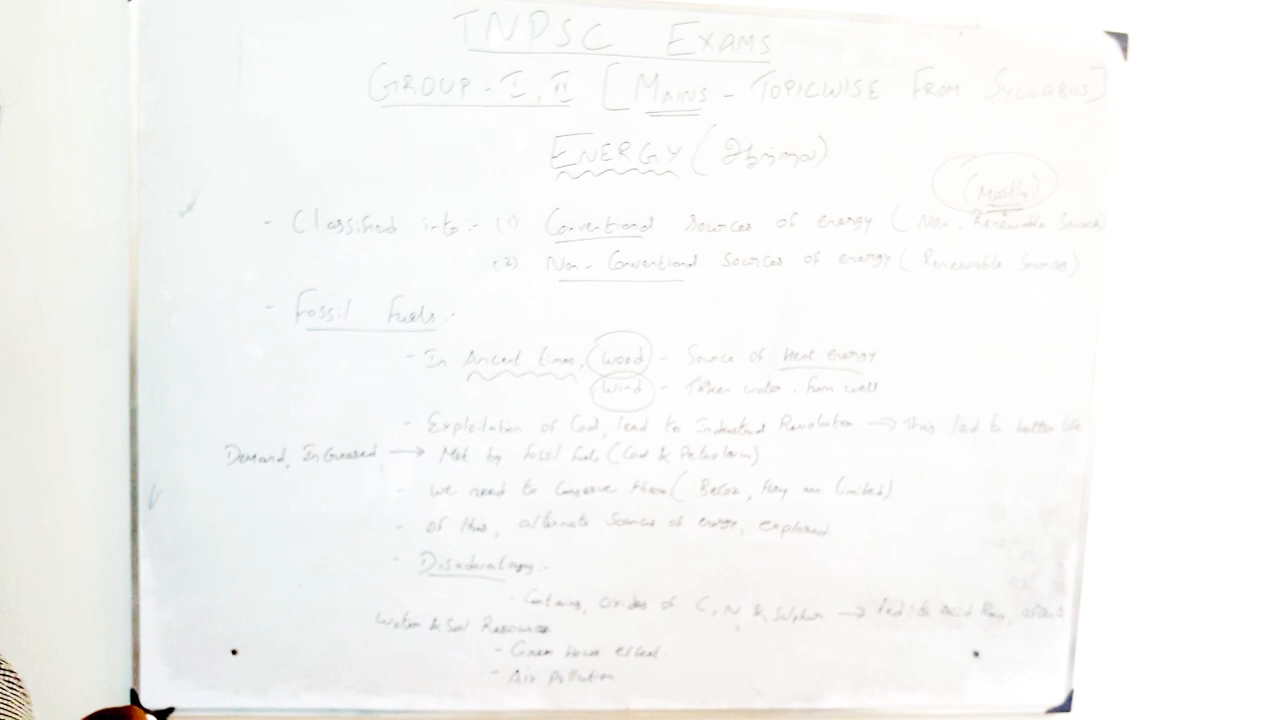 TNPSC EXAMS
GROUP - I, II [MAINS - TOPICWISE FROM SYLLABUS]
ENERGY (ஆற்றல்)
(Mostly)
- Classified into :- (1) Conventional Sources of energy (Non-Renewable Sources)
(2) Non-Conventional Sources of energy (Renewable Sources)
- Fossil Fuels :-
- In Ancient times, Wood - Source of Heat energy
Wind - Taken water from well
- Exploitation of Coal, lead to Industrial Revolution → This led to better life
Demand, Increased → Met by fossil fuels (Coal & Petroleum)
- We need to Conserve them (Becoz, they are limited)
- of this, alternate sources of energy, explored
- Disadvantages :-
- Contains, oxides of C, N, & Sulphur → led to acid Rain, affects
Water & Soil Resources
- Green House effect.
- Air Pollution